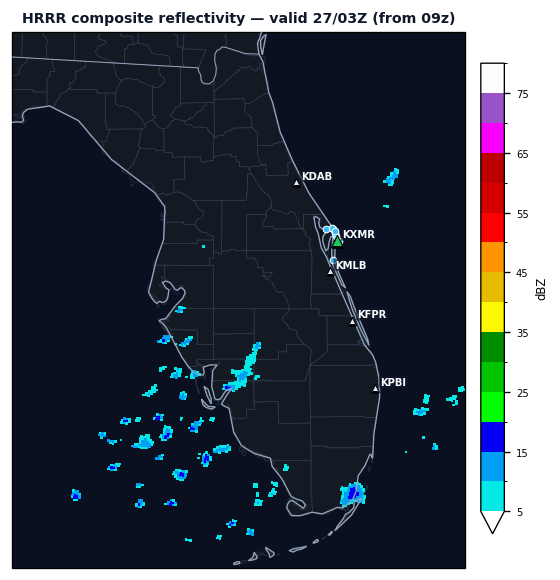 HRRR composite reflectivity — valid 27/03Z (from 09z)
KDAB
KXMR
KMLB
KFPR
KPBI
75
65
55
45
35
25
15
5
dBZ